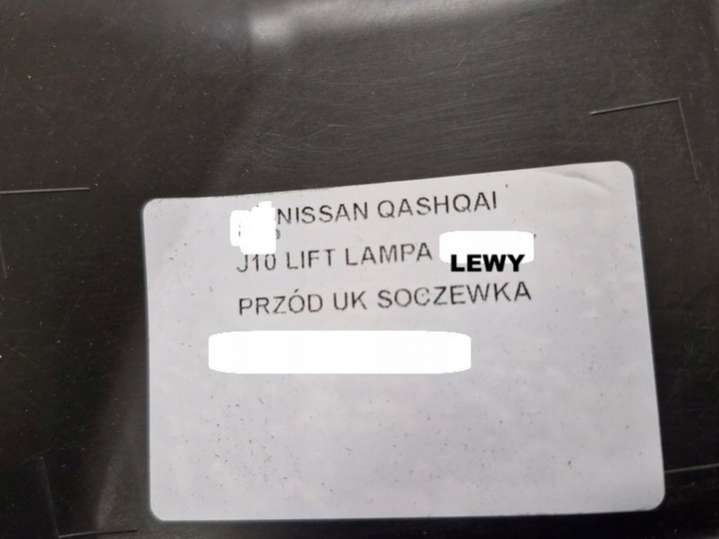 NISSAN QASHQAI
J10 LIFT LAMPA LEWY
PRZÓD UK SOCZEWKA